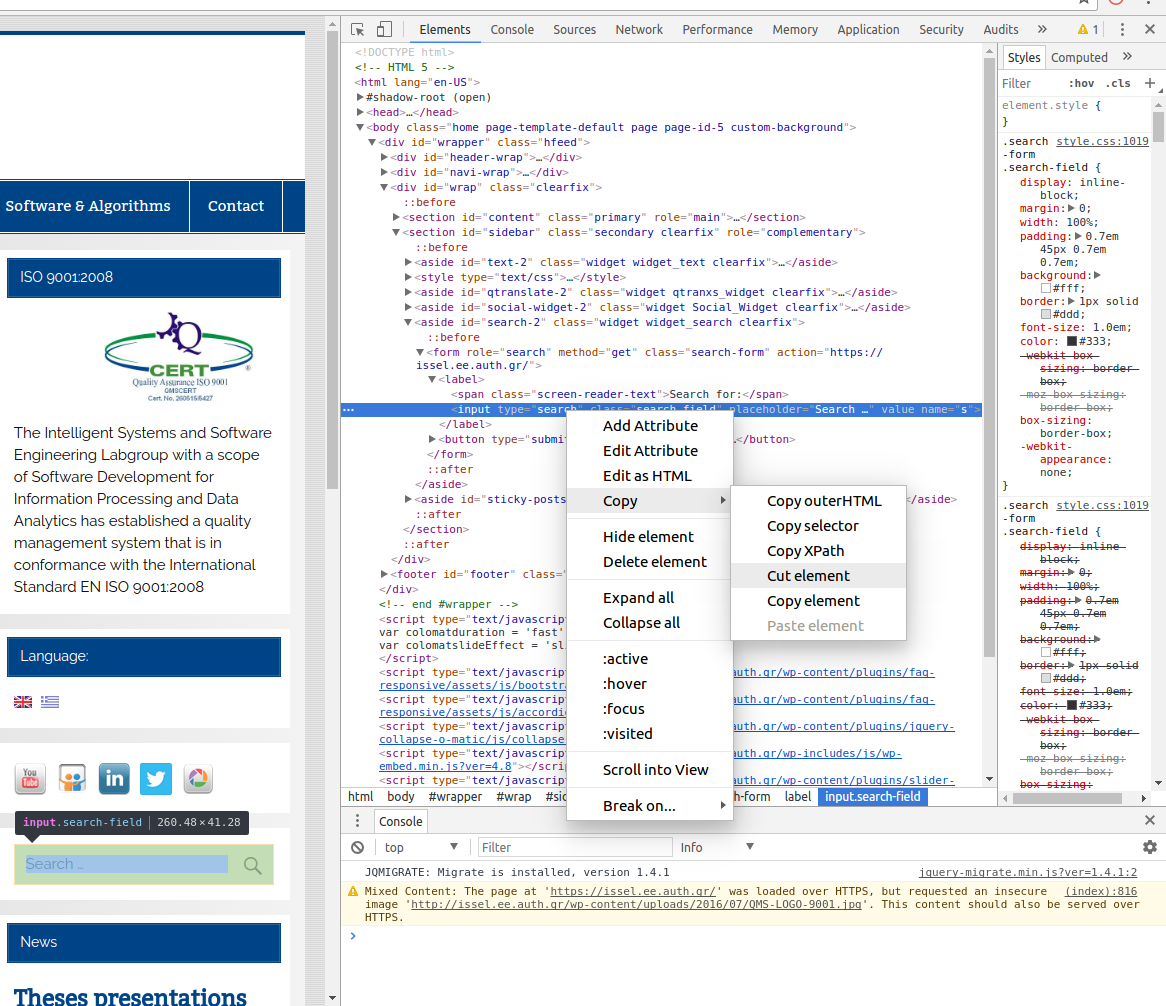 Software & Algorithms
Contact
ISO 9001:2008
Q
CERT
Quality Assurance ISO 9001
QMSCERT
Cert. No. 260515/5427
The Intelligent Systems and Software
Engineering Labgroup with a scope
of Software Development for
Information Processing and Data
Analytics has established a quality
management system that is in
conformance with the International
Standard EN ISO 9001:2008
Language:
You
Tube
in
input.search-field | 260.48 × 41.28
Search …
News
Theses presentations
Elements Console Sources Network Performance Memory Application Security Audits » 1
<!DOCTYPE html>
<!-- HTML 5 -->
<html lang="en-US">
#shadow-root (open)
<head>…</head>
<body class="home page-template-default page page-id-5 custom-background">
<div id="wrapper" class="hfeed">
<div id="header-wrap">…</div>
<div id="navi-wrap">…</div>
<div id="wrap" class="clearfix">
::before
<section id="content" class="primary" role="main">…</section>
<section id="sidebar" class="secondary clearfix" role="complementary">
::before
<aside id="text-2" class="widget widget_text clearfix">…</aside>
<style type="text/css">…</style>
<aside id="qtranslate-2" class="widget qtranxs_widget clearfix">…</aside>
<aside id="social-widget-2" class="widget Social_Widget clearfix">…</aside>
<aside id="search-2" class="widget widget_search clearfix">
::before
<form role="search" method="get" class="search-form" action="https://
issel.ee.auth.gr/">
<label>
<span class="screen-reader-text">Search for:</span>
… <input type="search" class="search-field" placeholder="Search …" value name="s">
</label>
<button type="submi …</button>
</form>
::after
</aside>
<aside id="sticky-posts </aside>
::after
</section>
::after
</div>
<footer id="footer" class=
</div>
<!-- end #wrapper -->
<script type="text/javascrip
var colomatduration = 'fast'
var colomatslideEffect = 'sl
</script>
<script type="text/javascrip auth.gr/wp-content/plugins/faq-
responsive/assets/js/bootstra
<script type="text/javascrip auth.gr/wp-content/plugins/faq-
responsive/assets/js/accordio
<script type="text/javascrip auth.gr/wp-content/plugins/jquery-
collapse-o-matic/js/collapse
<script type="text/javascrip auth.gr/wp-includes/js/wp-
embed.min.js?ver=4.8"></scrip
<script type="text/javascrip auth.gr/wp-content/plugins/slider-
Add Attribute
Edit Attribute
Edit as HTML
Copy
Hide element
Delete element
Expand all
Collapse all
:active
:hover
:focus
:visited
Scroll into View
Break on...
Copy outerHTML
Copy selector
Copy XPath
Cut element
Copy element
Paste element
html body #wrapper #wrap #sid h-form label input.search-field
Styles Computed »
Filter :hov .cls +
element.style {
}
.search style.css:1019
-form
.search-field {
display: inline-
block;
margin: 0;
width: 100%;
padding: 0.7em
45px 0.7em
0.7em;
background:
#fff;
border: 1px solid
#ddd;
font-size: 1.0em;
color: #333;
-webkit-box-
sizing: border-
box;
-moz-box-sizing:
border-box;
box-sizing:
border-box;
-webkit-
appearance:
none;
}
.search style.css:1019
-form
.search-field {
display: inline-
block;
margin: 0;
width: 100%;
padding: 0.7em
45px 0.7em
0.7em;
background:
#fff;
border: 1px solid
#ddd;
font-size: 1.0em;
color: #333;
-webkit-box-
sizing: border-
box;
-moz-box-sizing:
border-box;
box-sizing:
Console
top Filter Info
JQMIGRATE: Migrate is installed, version 1.4.1 jquery-migrate.min.js?ver=1.4.1:2
Mixed Content: The page at 'https://issel.ee.auth.gr/' was loaded over HTTPS, but requested an insecure (index):816
image 'http://issel.ee.auth.gr/wp-content/uploads/2016/07/QMS-LOGO-9001.jpg'. This content should also be served over
HTTPS.